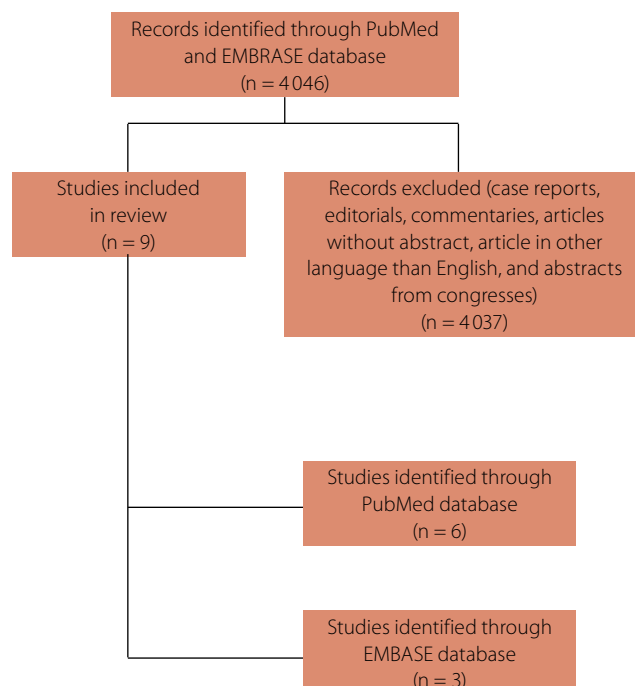 Records identified through PubMed
and EMBRASE database
(n = 4 046)
Studies included
in review
(n = 9)
Records excluded (case reports,
editorials, commentaries, articles
without abstract, article in other
language than English, and abstracts
from congresses)
(n = 4 037)
Studies identified through
PubMed database
(n = 6)
Studies identified through
EMBASE database
(n = 3)